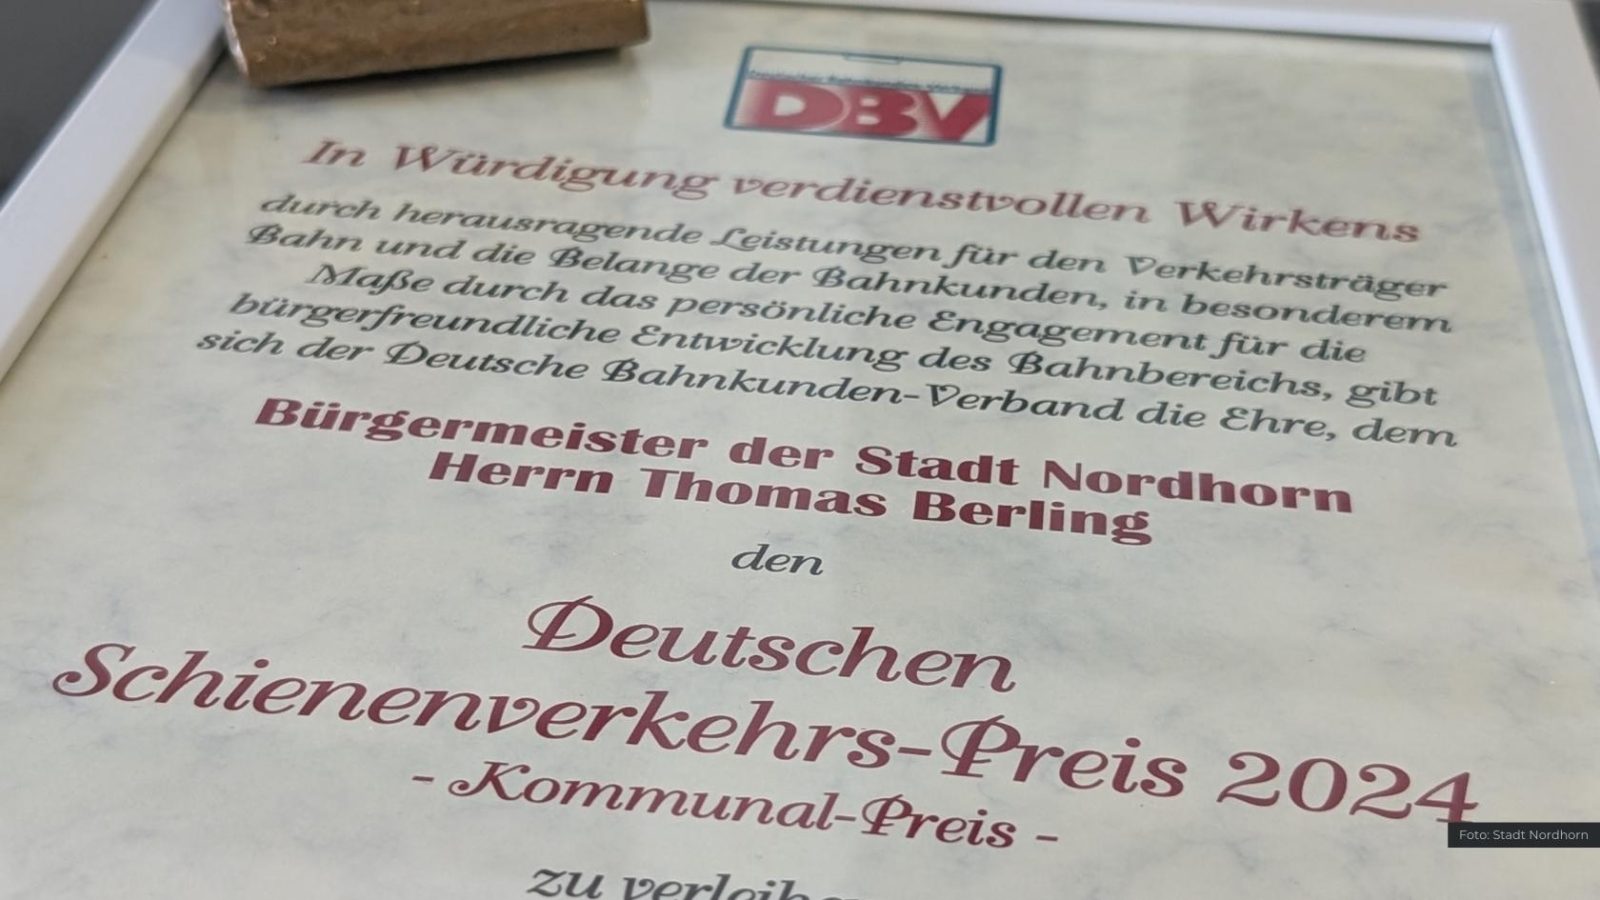 DBV
In Würdigung verdienstvollen Wirkens
durch herausragende Leistungen für den Verkehrsträger
Bahn und die Belange der Bahnkunden, in besonderem
Maße durch das persönliche Engagement für die
bürgerfreundliche Entwicklung des Bahnbereichs, gibt
sich der Deutsche Bahnkunden-Verband die Ehre, dem
Bürgermeister der Stadt Nordhorn
Herrn Thomas Berling
den
Deutschen
Schienenverkehrs-Preis 2024
- Kommunal-Preis -
zu
Foto: Stadt Nordhorn